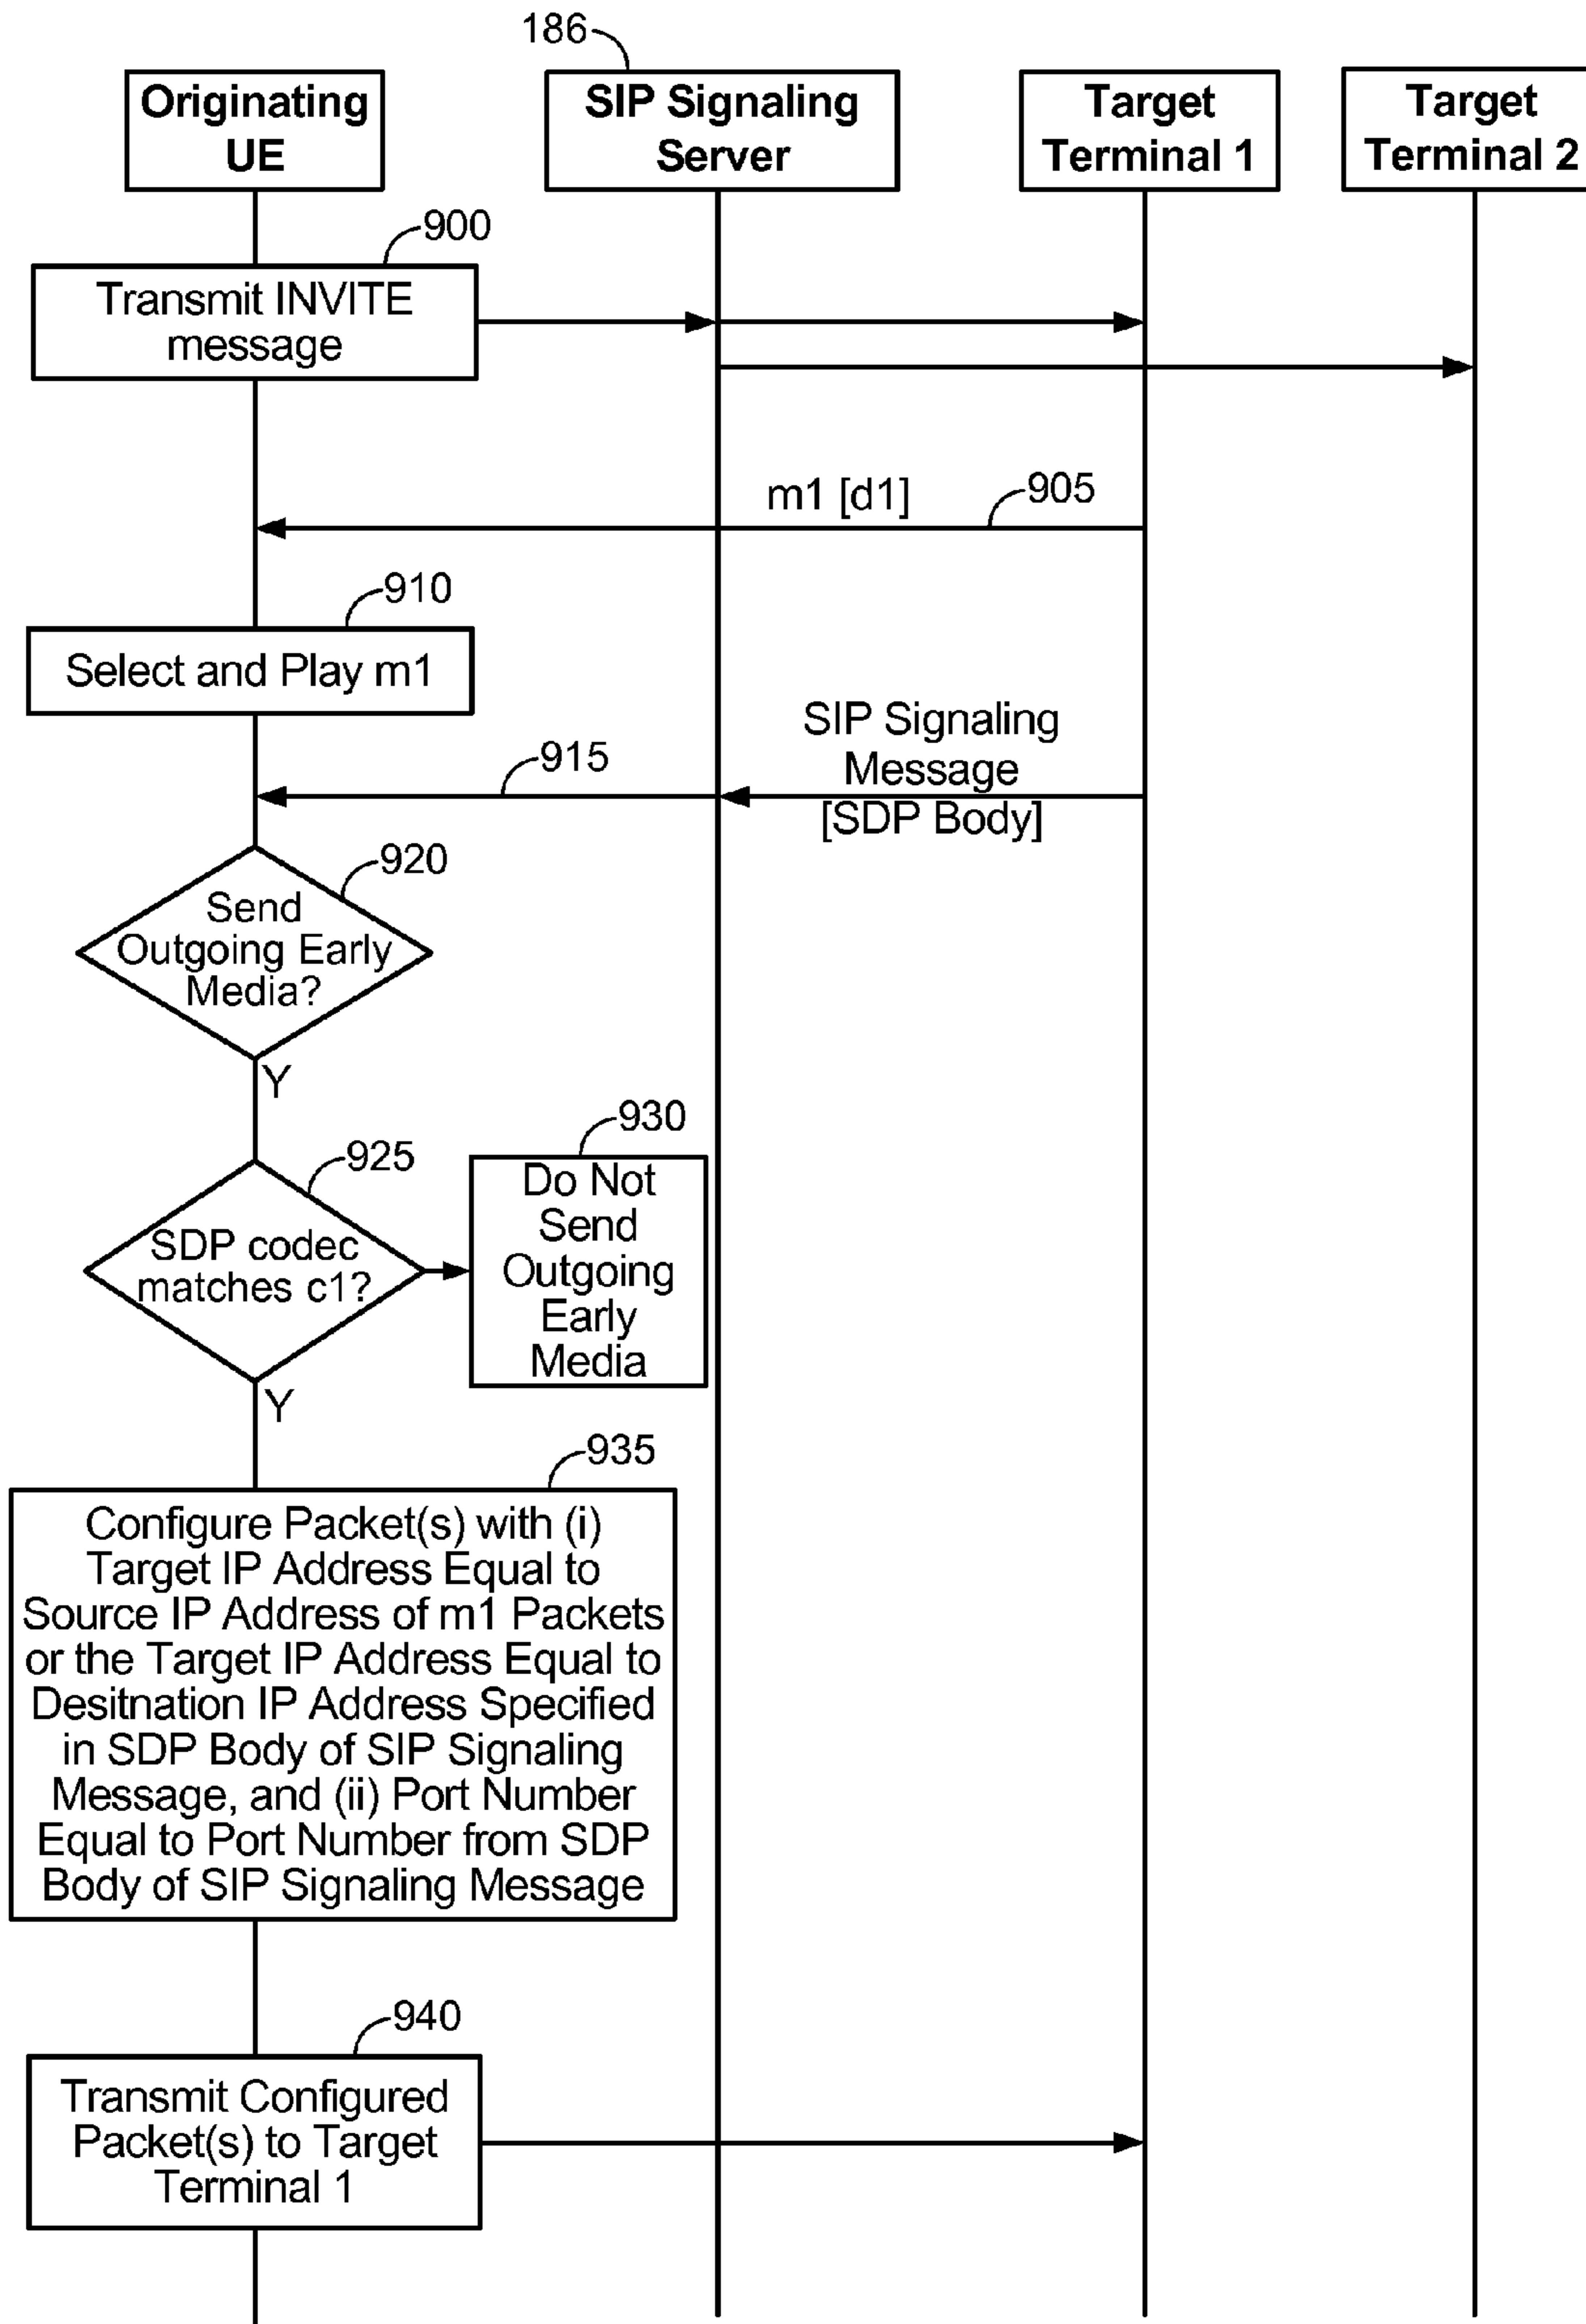 186
Originating
UE
SIP Signaling
Server
Target
Terminal 1
Target
Terminal 2
900
Transmit INVITE
message
m1 [d1]
905
910
Select and Play m1
SIP Signaling
Message
[SDP Body]
915
920
Send
Outgoing Early
Media?
Y
925
SDP codec
matches c1?
930
Do Not
Send
Outgoing
Early
Media
Y
935
Configure Packet(s) with (i)
Target IP Address Equal to
Source IP Address of m1 Packets
or the Target IP Address Equal to
Desitnation IP Address Specified
in SDP Body of SIP Signaling
Message, and (ii) Port Number
Equal to Port Number from SDP
Body of SIP Signaling Message
940
Transmit Configured
Packet(s) to Target
Terminal 1